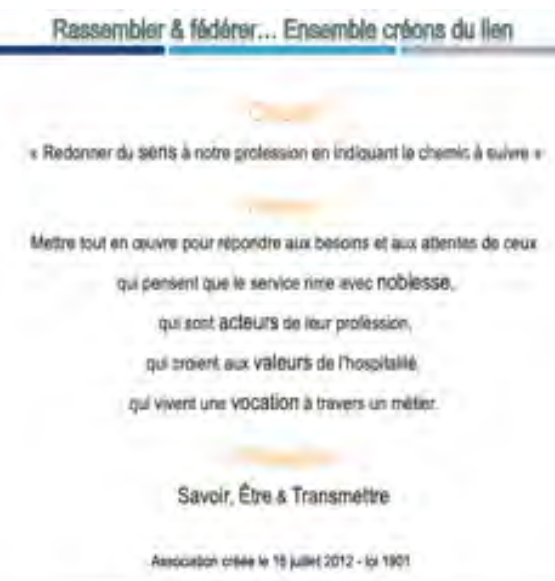 Rassembler & fédérer... Ensemble créons du lien
« Redonner du sens à notre profession en indiquant le chemin à suivre »
Mettre tout en œuvre pour répondre aux besoins et aux attentes de ceux
qui pensent que le service rime avec noblesse,
qui sont acteurs de leur profession,
qui croient aux valeurs de l'hospitalité,
qui vivent une vocation à travers un métier.
Savoir, Être & Transmettre
Association créée le juillet 2012 - loi 1901